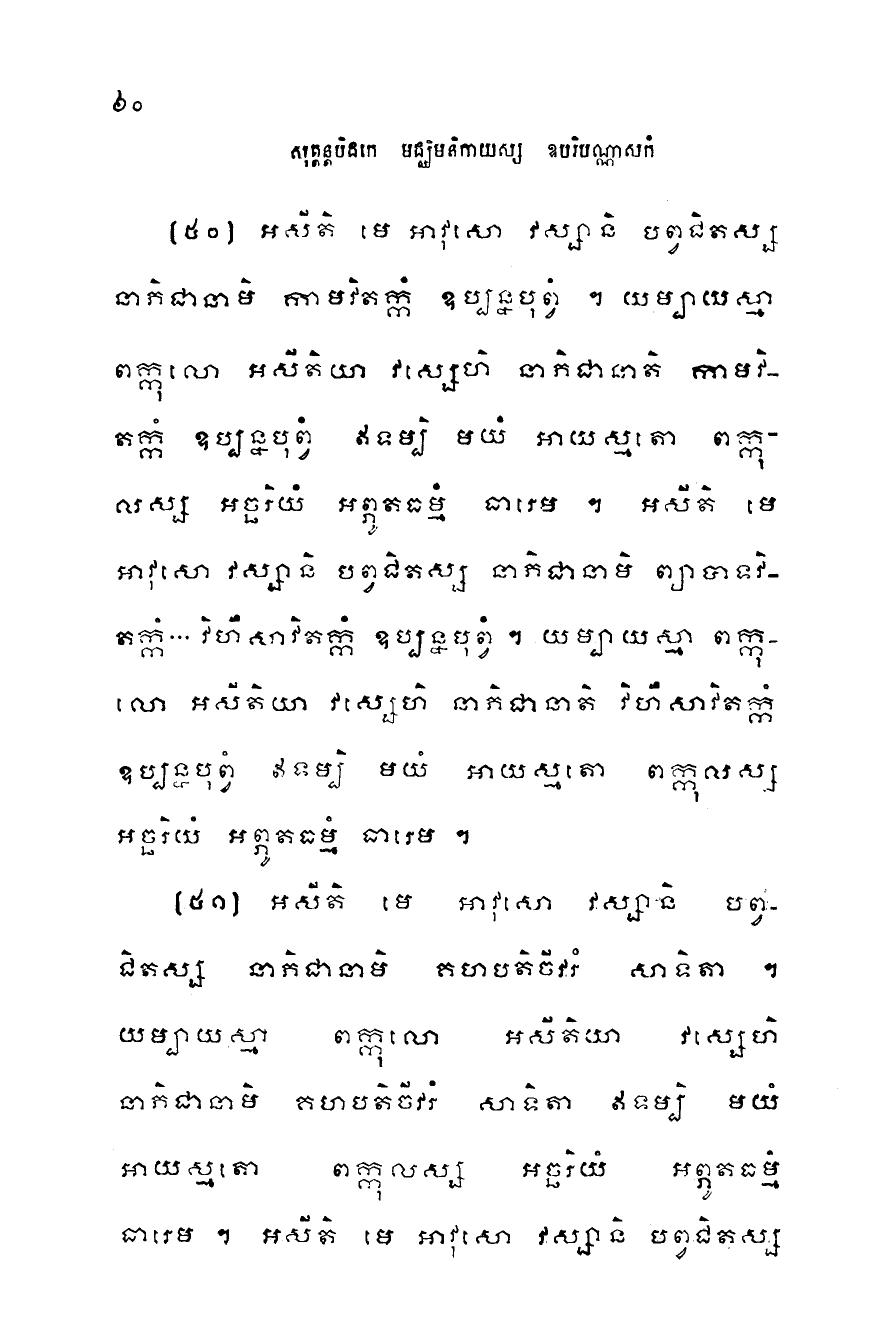 ៦០
សុត្តន្តបិដកេ មជ្ឈិមនិកាយស្ស ឧបរិបណ្ណាសកំ
(៥០) អសីតិ មេ អាវុសោ វស្សានិ បព្វជិតស្ស
នាភិជានាមិ កាមវិតក្កំ ឧប្បន្នបុព្វំ ។ យម្បាយស្មា
ពក្កុលោ អសីតិយា វស្សេហិ នាភិជានាតិ កាមវិ-
តក្កំ ឧប្បន្នបុព្វំ ឥទម្បិ មយំ អាយស្មតោ ពក្កុ-
លស្ស អច្ឆរិយំ អព្ភូតធម្មំ ធារេម ។ អសីតិ មេ
អាវុសោ វស្សានិ បព្វជិតស្ស នាភិជានាមិ ព្យាបាទវិ-
តក្កំ... វិហឹសាវិតក្កំ ឧប្បន្នបុព្វំ ។ យម្បាយស្មា ពក្កុ-
លោ អសីតិយា វស្សេហិ នាភិជានាតិ វិហឹសាវិតក្កំ
ឧប្បន្នបុព្វំ ឥទម្បិ មយំ អាយស្មតោ ពក្កុលស្ស
អច្ឆរិយំ អព្ភូតធម្មំ ធារេម ។
(៥១) អសីតិ មេ អាវុសោ វស្សានិ បព្វ-
ជិតស្ស នាភិជានាមិ គហបតិចីវរំ សាទិតា ។
យម្បាយស្មា ពក្កុលោ អសីតិយា វស្សេហិ
នាភិជានាមិ គហបតិចីវរំ សាទិតា ឥទម្បិ មយំ
អាយស្មតោ ពក្កុលស្ស អច្ឆរិយំ អព្ភូតធម្មំ
ធារេម ។ អសីតិ មេ អាវុសោ វស្សានិ បព្វជិតស្ស